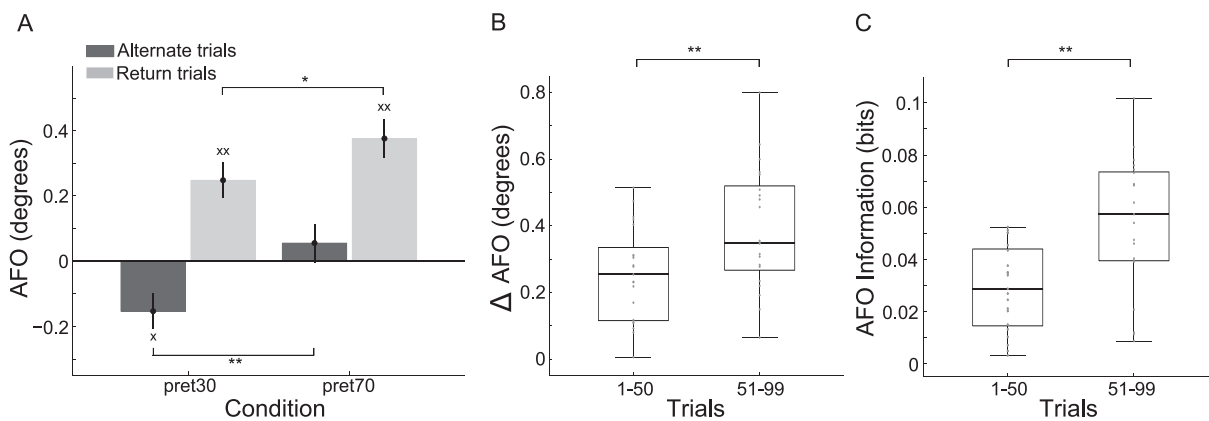 A
Alternate trials
Return trials
*
xx
xx
0.4
0.2
0
−0.2
AFO (degrees)
x
**
pret30
pret70
Condition
B
**
0.8
0.6
0.4
0.2
0
Δ AFO (degrees)
1-50
51-99
Trials
C
**
0.1
0.08
0.06
0.04
0.02
0
AFO Information (bits)
1-50
51-99
Trials